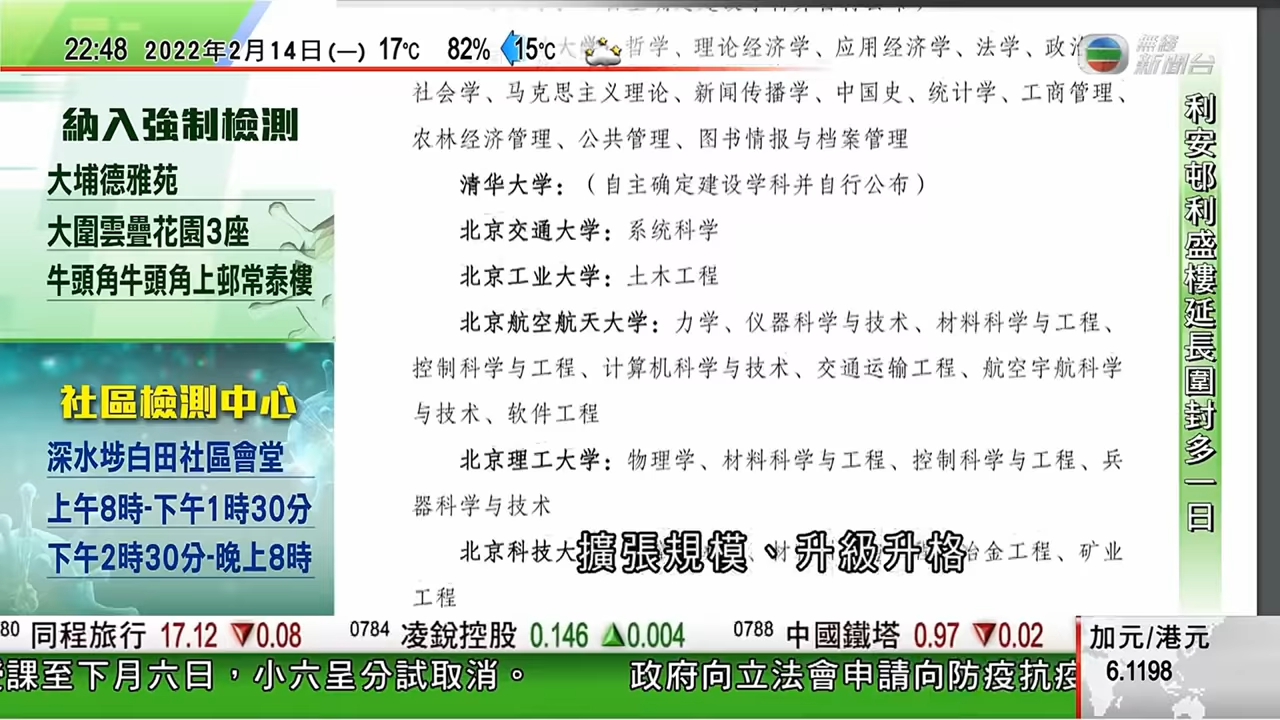 22:48 2022年2月14日(一) 17℃ 82% 15℃
無綫新聞台
納入強制檢測
大埔德雅苑
大圍雲疊花園3座
牛頭角牛頭角上邨常泰樓
社區檢測中心
深水埗白田社區會堂
上午8時-下午1時30分
下午2時30分-晚上8時
哲学、理论经济学、应用经济学、法学、政治
社会学、马克思主义理论、新闻传播学、中国史、统计学、工商管理、
农林经济管理、公共管理、图书情报与档案管理
清华大学：（自主确定建设学科并自行公布）
北京交通大学：系统科学
北京工业大学：土木工程
北京航空航天大学：力学、仪器科学与技术、材料科学与工程、
控制科学与工程、计算机科学与技术、交通运输工程、航空宇航科学
与技术、软件工程
北京理工大学：物理学、材料科学与工程、控制科学与工程、兵
器科学与技术
北京科技大 冶金工程、矿业
工程
擴張規模、升級升格
利安邨利盛樓延長圍封多一日
80 同程旅行 17.12 ▼0.08 0784 凌銳控股 0.146 ▲0.004 0788 中國鐵塔 0.97 ▼0.02
加元/港元
6.1198
課至下月六日，小六呈分試取消。 政府向立法會申請向防疫抗疫